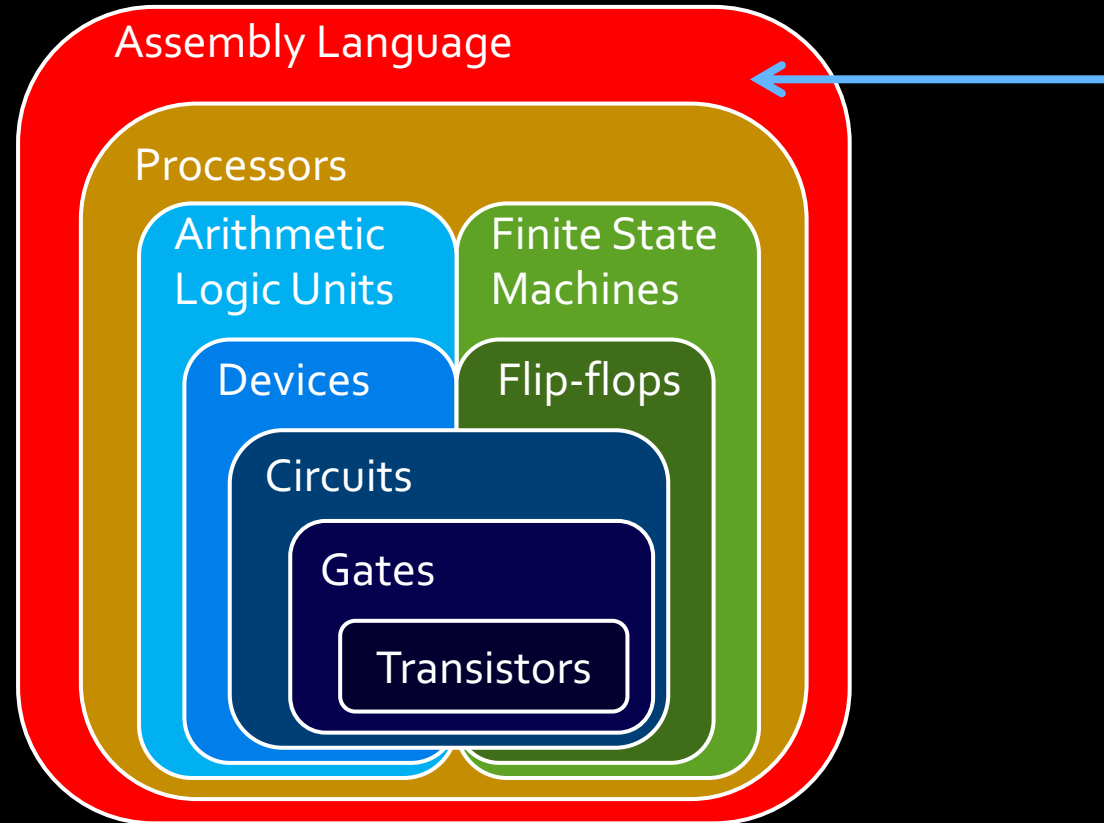 Assembly Language
Processors
Arithmetic
Logic Units
Finite State
Machines
Devices
Flip-flops
Circuits
Gates
Transistors